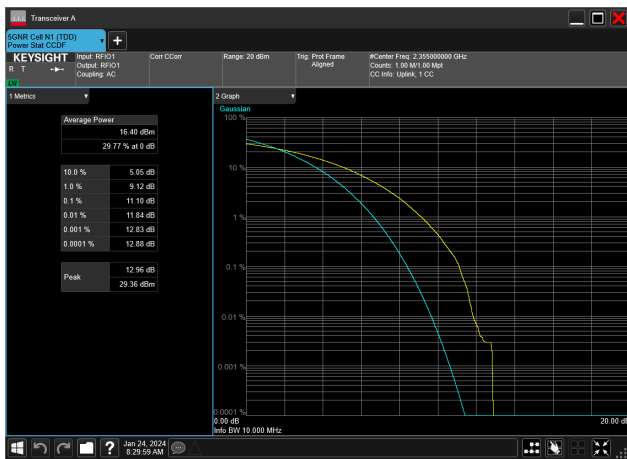 Transceiver A
5GNR Cell N1 (TDD)
Power Stat CCDF
KEYSIGHT
R T
LV
Input: RFIO1
Output: RFIO1
Coupling: AC
Corr CCorr
Range: 20 dBm
Trig: Prot Frame
Aligned
#Center Freq: 2.355000000 GHz
Counts: 1.00 M/1.00 Mpt
CC Info: Uplink, 1 CC
1 Metrics
Average Power
16.40 dBm
29.77 % at 0 dB
10.0 % 5.05 dB
1.0 % 9.12 dB
0.1 % 11.10 dB
0.01 % 11.84 dB
0.001 % 12.83 dB
0.0001 % 12.88 dB
Peak
12.96 dB
29.36 dBm
2 Graph
Gaussian
100 %
10 %
1 %
0.1 %
0.01 %
0.001 %
0.0001 %
0.00 dB
20.00 dB
Info BW 10.000 MHz
?
Jan 24, 2024
8:29:59 AM